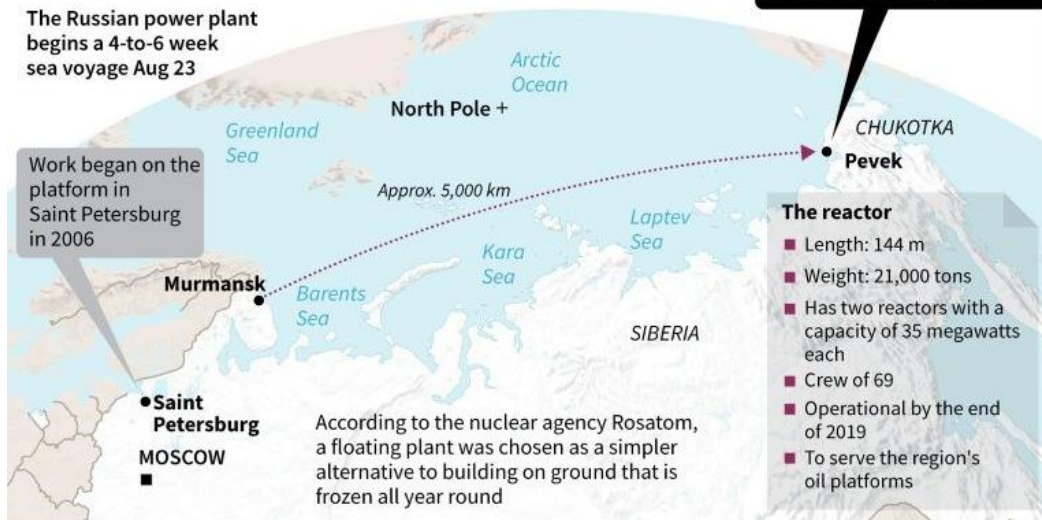 The Russian power plant
begins a 4-to-6 week
sea voyage Aug 23
Arctic
Ocean
North Pole +
Greenland
Sea
CHUKOTKA
Pevek
Work began on the
platform in
Saint Petersburg
in 2006
Approx. 5,000 km
Laptev
Sea
Kara
Sea
Murmansk
Barents
Sea
SIBERIA
The reactor
■ Length: 144 m
■ Weight: 21,000 tons
■ Has two reactors with a
capacity of 35 megawatts
each
■ Crew of 69
■ Operational by the end
of 2019
■ To serve the region's
oil platforms
Saint
Petersburg
MOSCOW
According to the nuclear agency Rosatom,
a floating plant was chosen as a simpler
alternative to building on ground that is
frozen all year round